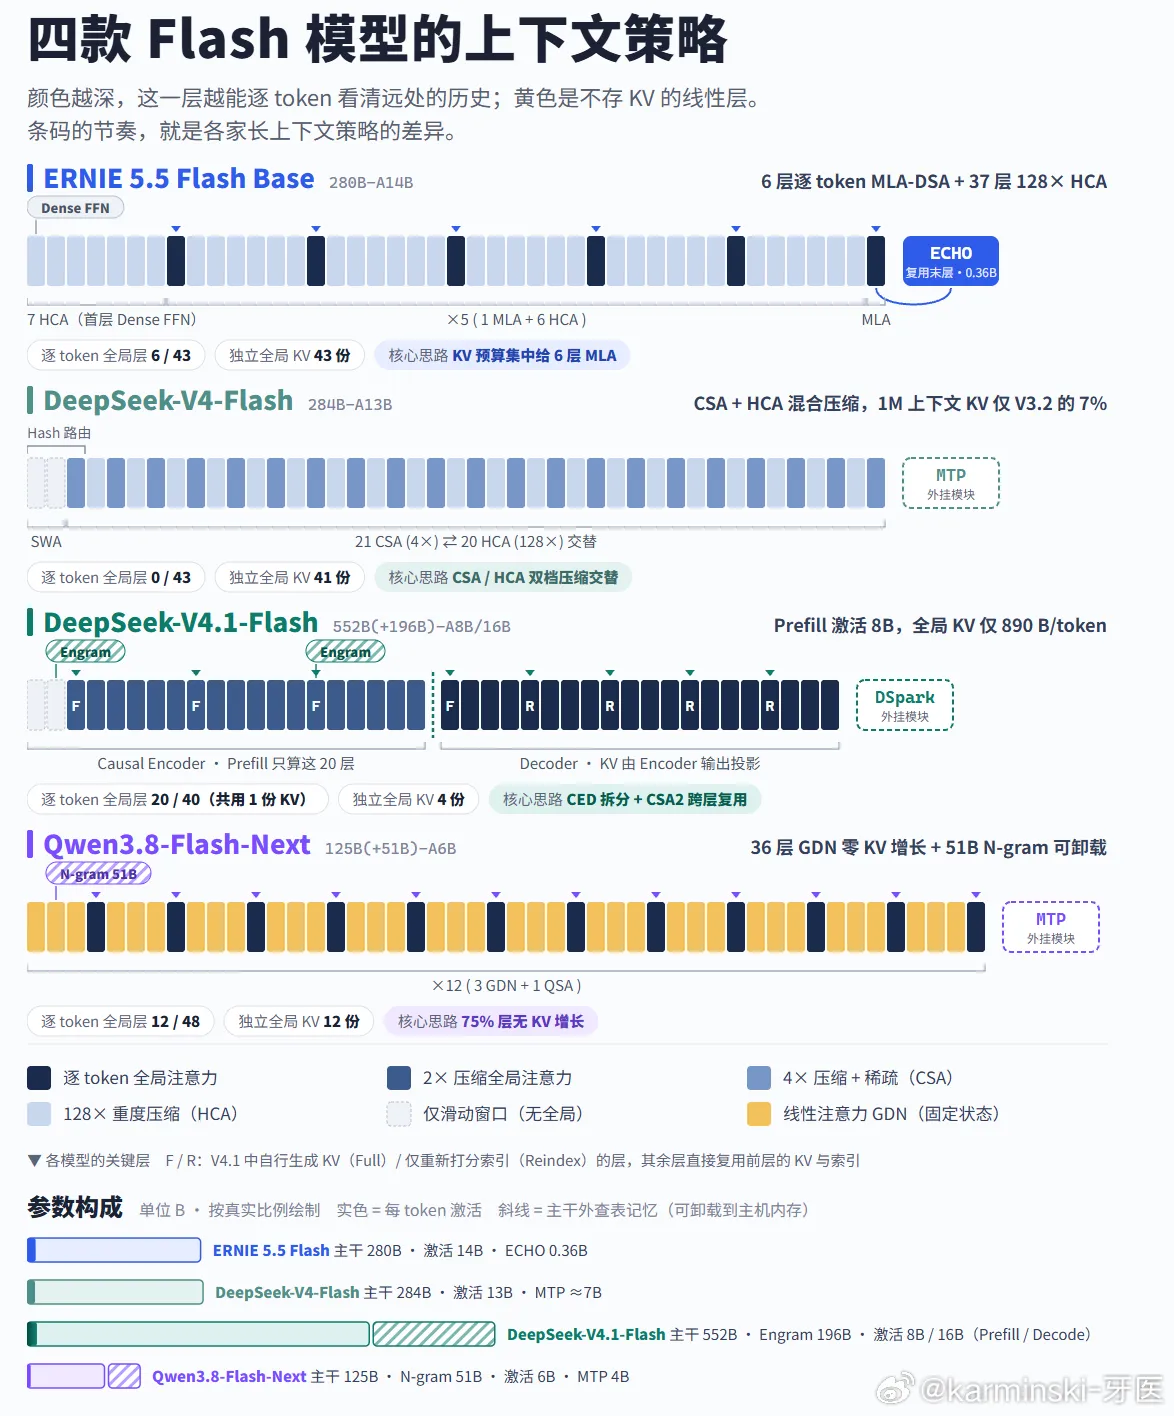 四款 Flash 模型的上下文策略
颜色越深，这一层越能逐 token 看清远处的历史；黄色是不存 KV 的线性层。
条码的节奏，就是各家长上下文策略的差异。
ERNIE 5.5 Flash Base 280B-A14B 6 层逐 token MLA-DSA + 37 层 128× HCA
Dense FFN
ECHO
复用末层・0.36B
7 HCA（首层 Dense FFN） ×5 ( 1 MLA + 6 HCA ) MLA
逐 token 全局层 6 / 43 独立全局 KV 43 份 核心思路 KV 预算集中给 6 层 MLA
DeepSeek-V4-Flash 284B-A13B CSA + HCA 混合压缩，1M 上下文 KV 仅 V3.2 的 7%
Hash 路由
MTP
外挂模块
SWA 21 CSA (4×) ⇄ 20 HCA (128×) 交替
逐 token 全局层 0 / 43 独立全局 KV 41 份 核心思路 CSA / HCA 双档压缩交替
DeepSeek-V4.1-Flash 552B(+196B)-A8B/16B Prefill 激活 8B，全局 KV 仅 890 B/token
Engram Engram
F F F F R R R R
DSpark
外挂模块
Causal Encoder・Prefill 只算这 20 层 Decoder・KV 由 Encoder 输出投影
逐 token 全局层 20 / 40（共用 1 份 KV） 独立全局 KV 4 份 核心思路 CED 拆分 + CSA2 跨层复用
Qwen3.8-Flash-Next 125B(+51B)-A6B 36 层 GDN 零 KV 增长 + 51B N-gram 可卸载
N-gram 51B
MTP
外挂模块
×12 ( 3 GDN + 1 QSA )
逐 token 全局层 12 / 48 独立全局 KV 12 份 核心思路 75% 层无 KV 增长
逐 token 全局注意力 2× 压缩全局注意力 4× 压缩 + 稀疏（CSA）
128× 重度压缩（HCA） 仅滑动窗口（无全局） 线性注意力 GDN（固定状态）
▼ 各模型的关键层 F / R：V4.1 中自行生成 KV（Full）/ 仅重新打分索引（Reindex）的层，其余层直接复用前层的 KV 与索引
参数构成 单位 B・按真实比例绘制 实色 = 每 token 激活 斜线 = 主干外查表记忆（可卸载到主机内存）
ERNIE 5.5 Flash 主干 280B・激活 14B・ECHO 0.36B
DeepSeek-V4-Flash 主干 284B・激活 13B・MTP ≈7B
DeepSeek-V4.1-Flash 主干 552B・Engram 196B・激活 8B / 16B（Prefill / Decode）
Qwen3.8-Flash-Next 主干 125B・N-gram 51B・激活 6B・MTP 4B
@karminski-牙医